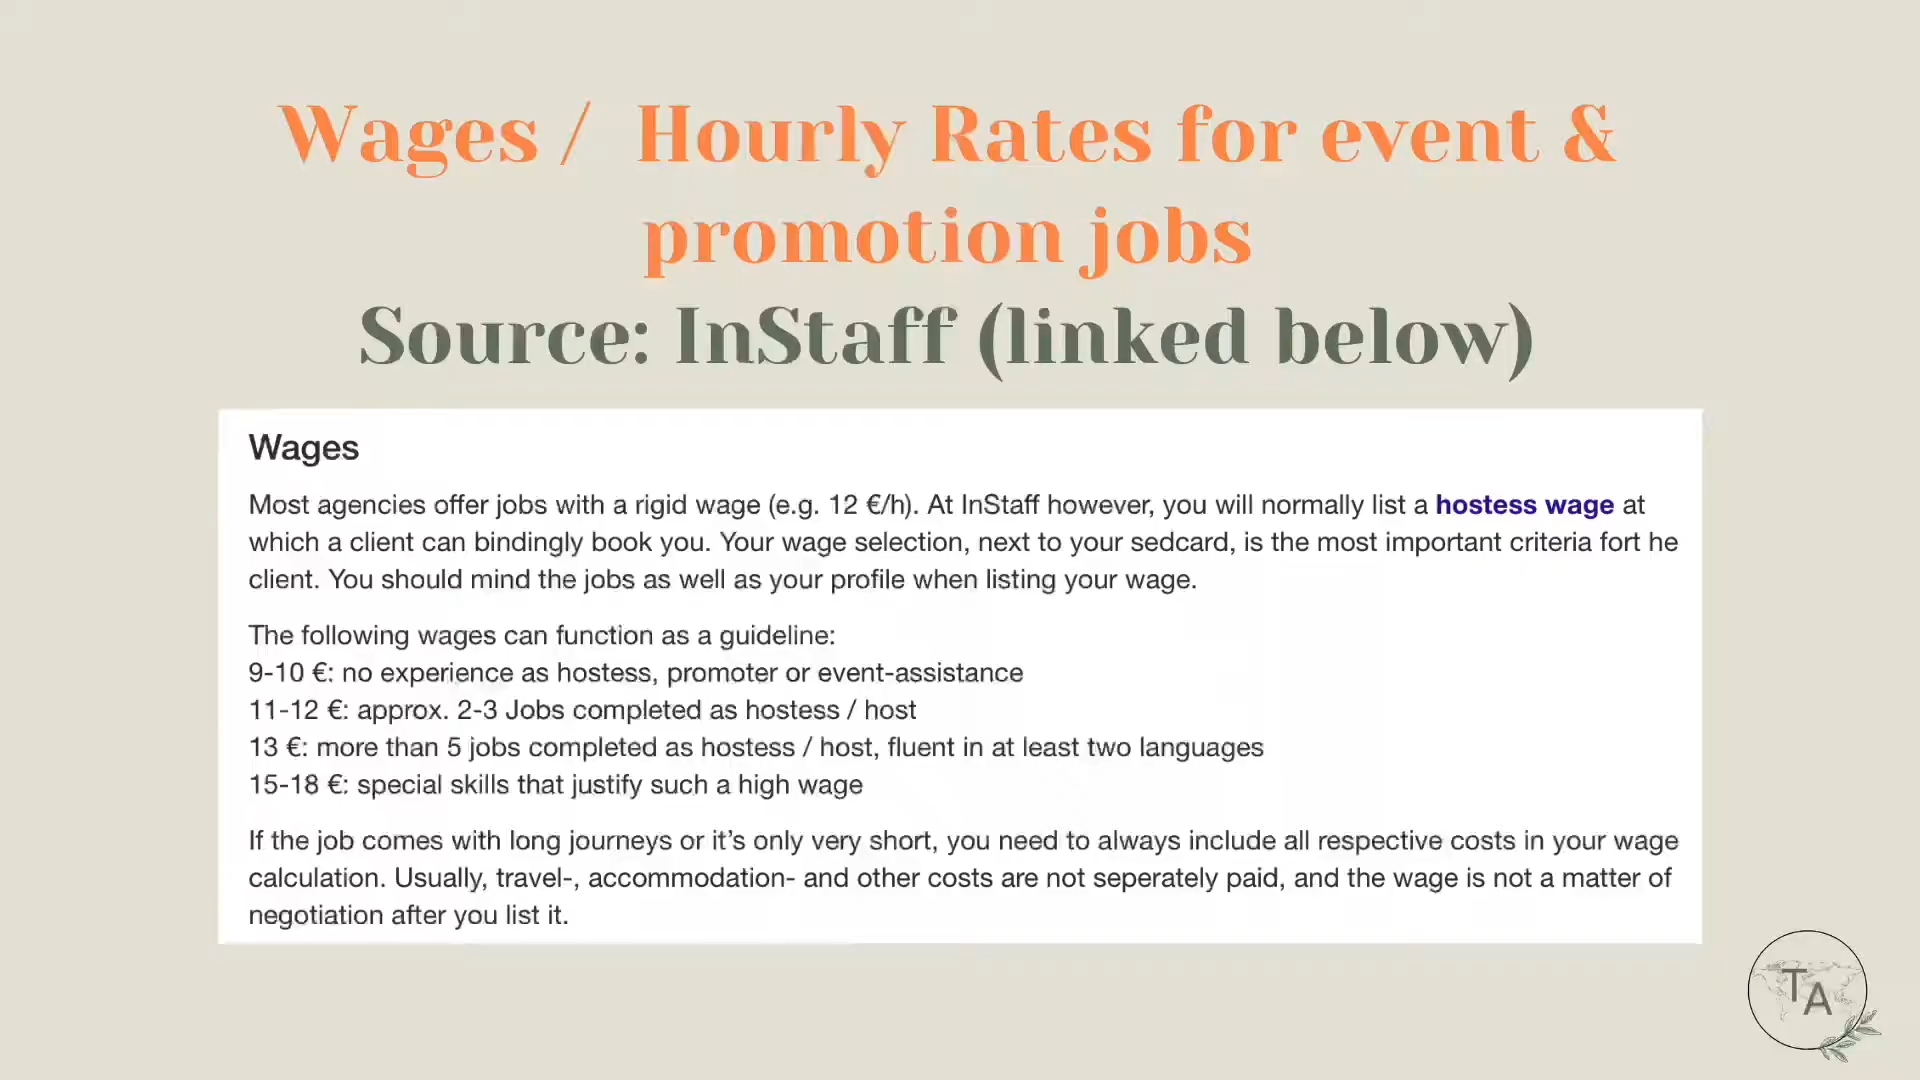 Wages / Hourly Rates for event &
promotion jobs
Source: InStaff (linked below)
Wages
Most agencies offer jobs with a rigid wage (e.g. 12 €/h). At InStaff however, you will normally list a hostess wage at
which a client can bindingly book you. Your wage selection, next to your sedcard, is the most important criteria fort he
client. You should mind the jobs as well as your profile when listing your wage.
The following wages can function as a guideline:
9-10 €: no experience as hostess, promoter or event-assistance
11-12 €: approx. 2-3 Jobs completed as hostess / host
13 €: more than 5 jobs completed as hostess / host, fluent in at least two languages
15-18 €: special skills that justify such a high wage
If the job comes with long journeys or it’s only very short, you need to always include all respective costs in your wage
calculation. Usually, travel-, accommodation- and other costs are not seperately paid, and the wage is not a matter of
negotiation after you list it.
TA